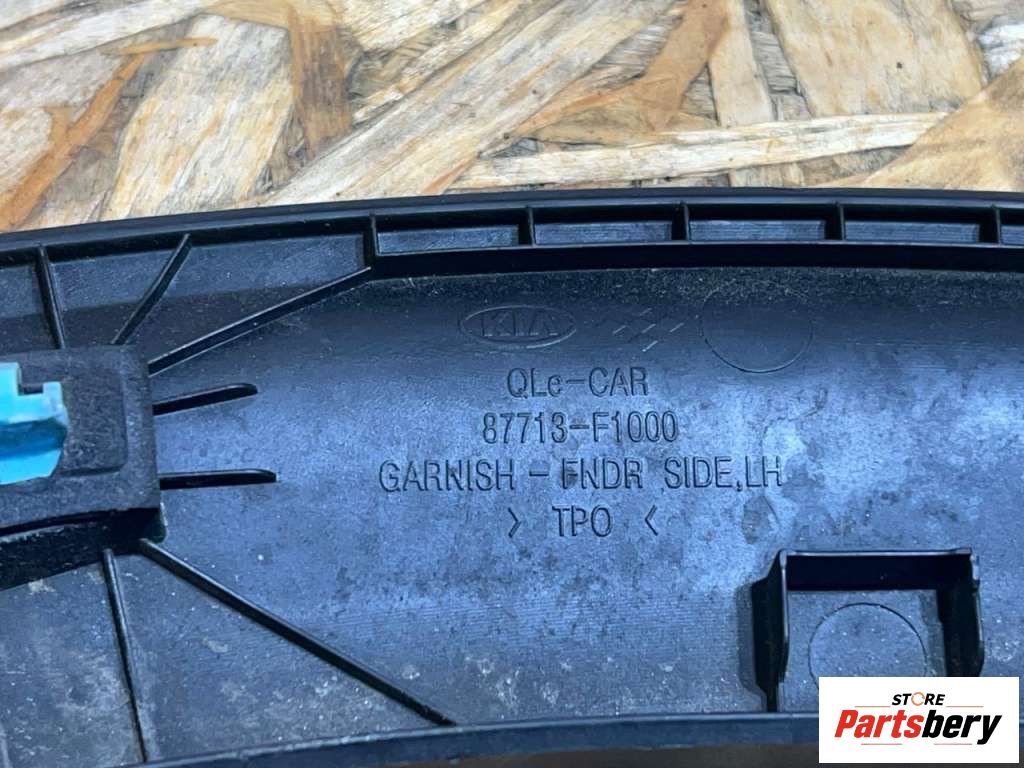 KIA
QLe-CAR
87713-F1000
GARNISH - FNDR SIDE,LH
> TPO <
STORE
Partsbery